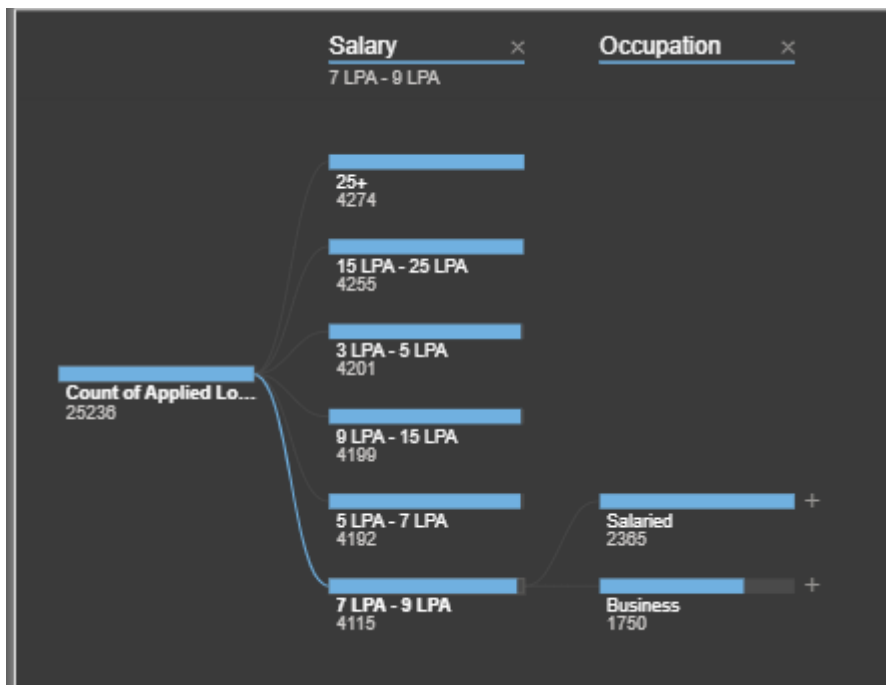 Salary ×
7 LPA - 9 LPA
Occupation ×
25+
4274
15 LPA - 25 LPA
4255
3 LPA - 5 LPA
4201
Count of Applied Lo...
25236
9 LPA - 15 LPA
4199
5 LPA - 7 LPA
4192
7 LPA - 9 LPA
4115
Salaried +
2365
Business +
1750